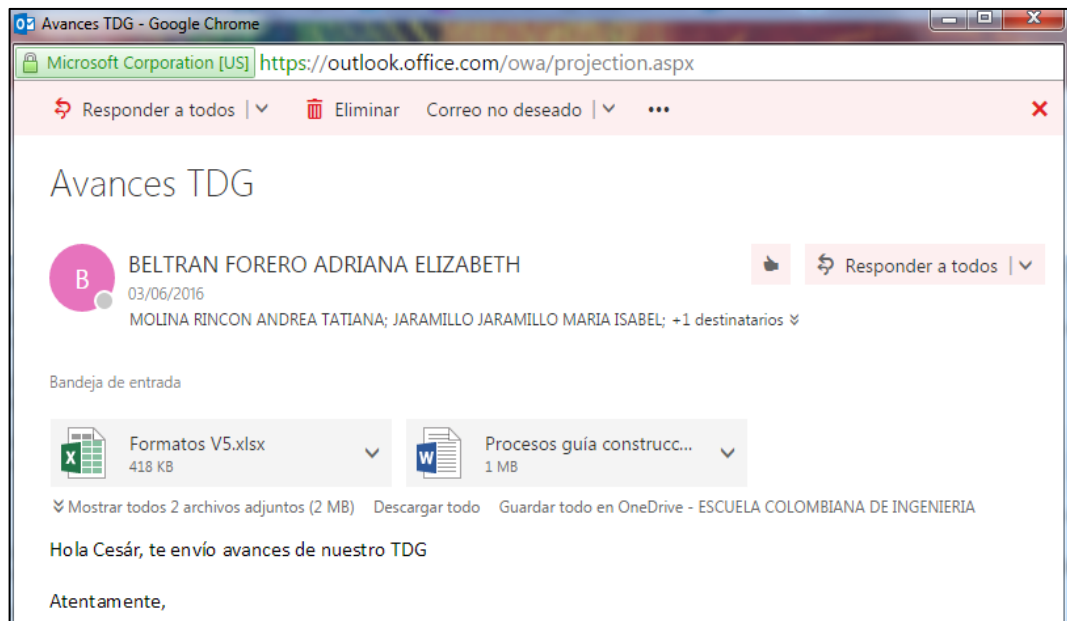 Avances TDG - Google Chrome
Microsoft Corporation [US] https://outlook.office.com/owa/projection.aspx
Responder a todos | Eliminar Correo no deseado | •••
Avances TDG
B BELTRAN FORERO ADRIANA ELIZABETH Responder a todos |
03/06/2016
MOLINA RINCON ANDREA TATIANA; JARAMILLO JARAMILLO MARIA ISABEL; +1 destinatarios
Bandeja de entrada
Formatos V5.xlsx Procesos guía construcc...
418 KB 1 MB
Mostrar todos 2 archivos adjuntos (2 MB) Descargar todo Guardar todo en OneDrive - ESCUELA COLOMBIANA DE INGENIERIA
Hola Cesár, te envío avances de nuestro TDG
Atentamente,